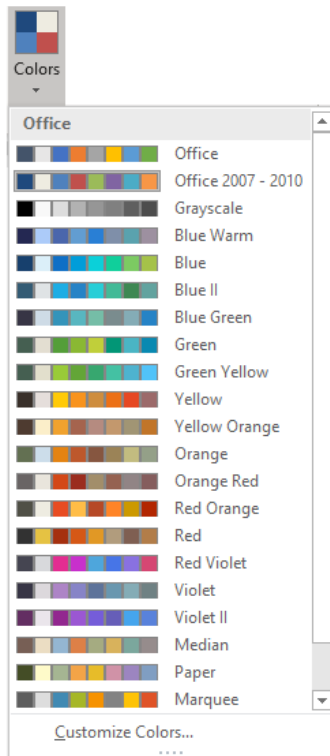 Colors
Office
Office
Office 2007 - 2010
Grayscale
Blue Warm
Blue
Blue II
Blue Green
Green
Green Yellow
Yellow
Yellow Orange
Orange
Orange Red
Red Orange
Red
Red Violet
Violet
Violet II
Median
Paper
Marquee
Customize Colors...